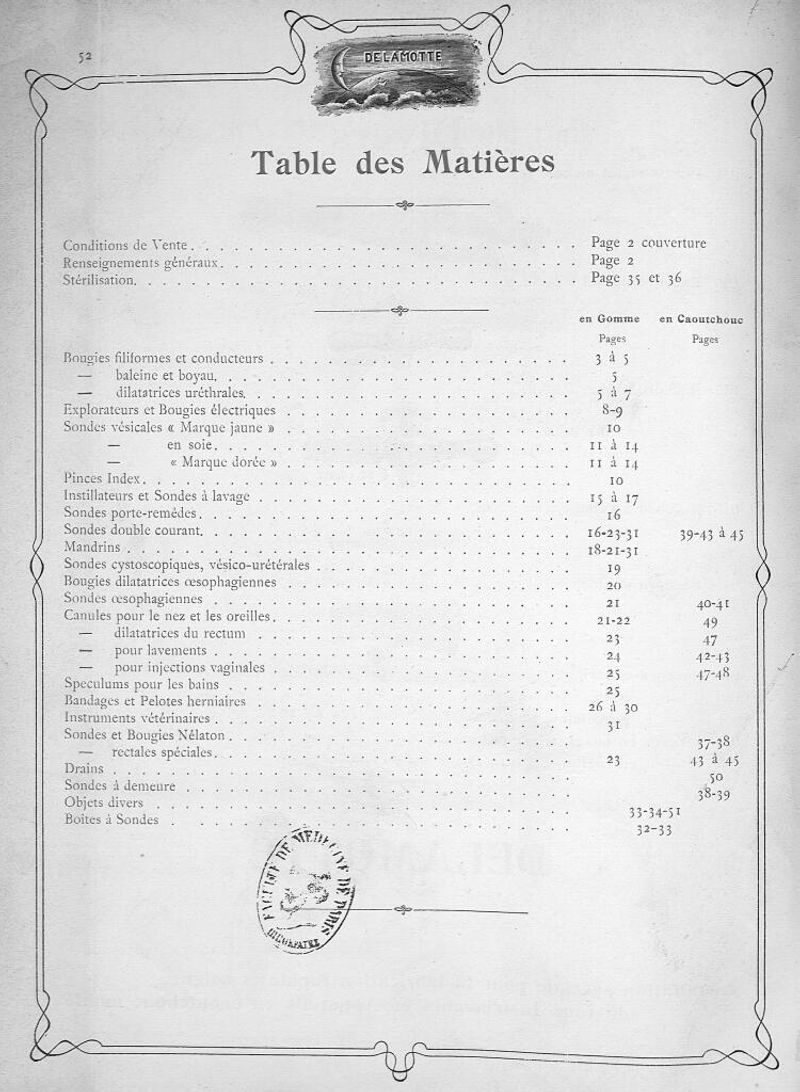 52
DELAMOTTE
Table des Matières
Conditions de Vente . . . . . . . . . . . . . . . . . . . . . . . . Page 2 couverture
Renseignements généraux . . . . . . . . . . . . . . . . . . . . . . . . Page 2
Stérilisation . . . . . . . . . . . . . . . . . . . . . . . . Page 35 et 36
en Gomme en Caoutchouc
Pages Pages
Bougies filiformes et conducteurs . . . . . . . . . . . . . . . . . . 3 à 5
— baleine et boyau . . . . . . . . . . . . . . . . . . 5
— dilatatrices uréthrales . . . . . . . . . . . . . . . . . . 5 à 7
Explorateurs et Bougies électriques . . . . . . . . . . . . . . . . . . 8-9
Sondes vésicales « Marque jaune » . . . . . . . . . . . . . . . . . . 10
— en soie . . . . . . . . . . . . . . . . . . 11 à 14
— « Marque dorée » . . . . . . . . . . . . . . . . . . 11 à 14
Pinces Index . . . . . . . . . . . . . . . . . . 10
Instillateurs et Sondes à lavage . . . . . . . . . . . . . . . . . . 15 à 17
Sondes porte-remèdes . . . . . . . . . . . . . . . . . . 16
Sondes double courant . . . . . . . . . . . . . . . . . . 16-23-31 39-43 à 45
Mandrins . . . . . . . . . . . . . . . . . . 18-21-31
Sondes cystoscopiques, vésico-urétérales . . . . . . . . . . . . . . . . . . 19
Bougies dilatatrices œsophagiennes . . . . . . . . . . . . . . . . . . 20
Sondes œsophagiennes . . . . . . . . . . . . . . . . . . 21 40-41
Canules pour le nez et les oreilles . . . . . . . . . . . . . . . . . . 21-22 49
— dilatatrices du rectum . . . . . . . . . . . . . . . . . . 23 47
— pour lavements . . . . . . . . . . . . . . . . . . 24 42-43
— pour injections vaginales . . . . . . . . . . . . . . . . . . 25 47-48
Speculums pour les bains . . . . . . . . . . . . . . . . . . 25
Bandages et Pelotes herniaires . . . . . . . . . . . . . . . . . . 26 à 30
Instruments vétérinaires . . . . . . . . . . . . . . . . . . 31
Sondes et Bougies Nélaton . . . . . . . . . . . . . . . . . . 37-38
— rectales spéciales . . . . . . . . . . . . . . . . . . 23 43 à 45
Drains . . . . . . . . . . . . . . . . . . 50
Sondes à demeure . . . . . . . . . . . . . . . . . . 38-39
Objets divers . . . . . . . . . . . . . . . . . . 33-34-51
Boîtes à Sondes . . . . . . . . . . . . . . . . . . 32-33
FACULTE DE MEDECINE DE PARIS